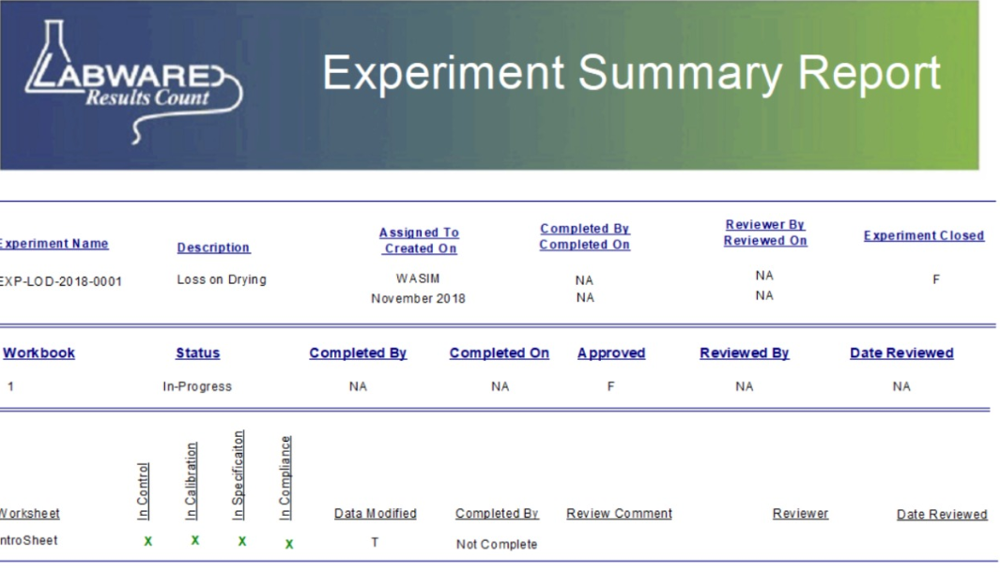 LABWARE
Results Count
Experiment Summary Report
Experiment Name
Description
Assigned To
Created On
Completed By
Completed On
Reviewer By
Reviewed On
Experiment Closed
EXP-LOD-2018-0001
Loss on Drying
WASIM
November 2018
NA
NA
NA
NA
F
Workbook Status Completed By Completed On Approved Reviewed By Date Reviewed
1 In-Progress NA NA F NA NA
Worksheet In Control In Calibration In Specificaiton In Compliance Data Modified Completed By Review Comment Reviewer Date Reviewed
ntroSheet X X X X T Not Complete